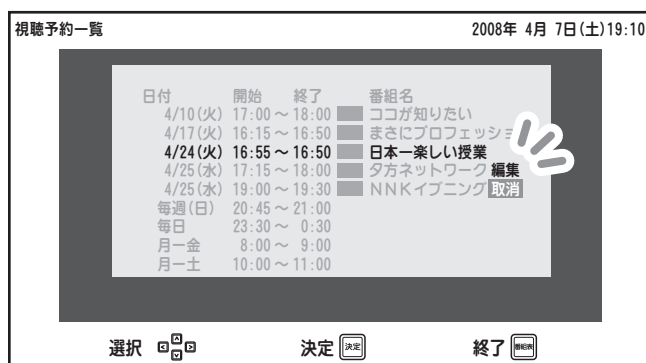 視聴予約一覧 2008年 4月 7日(土)19:10
日付 開始 終了 番組名
4/10(火) 17:00～18:00 ココが知りたい
4/17(火) 16:15～16:50 まさにプロフェッショ
4/24(火) 16:55～16:50 日本一楽しい授業
4/25(水) 17:15～18:00 夕方ネットワーク 編集
4/25(水) 19:00～19:30 NNKイブニング 取消
毎週(日) 20:45～21:00
毎日 23:30～ 0:30
月ー金 8:00～ 9:00
月ー土 10:00～11:00
選択 決定 決定 終了 番組表